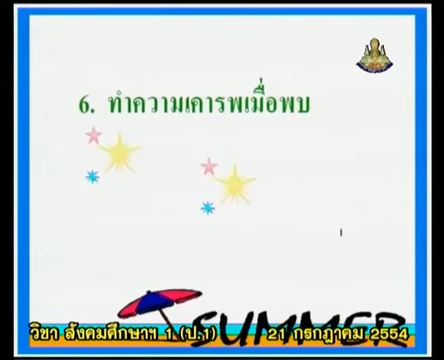 6. ทำความเคารพเมื่อพบ
SUMMER
วิชา สังคมศึกษาฯ 1 (ป.1) 21 กรกฎาคม 2554